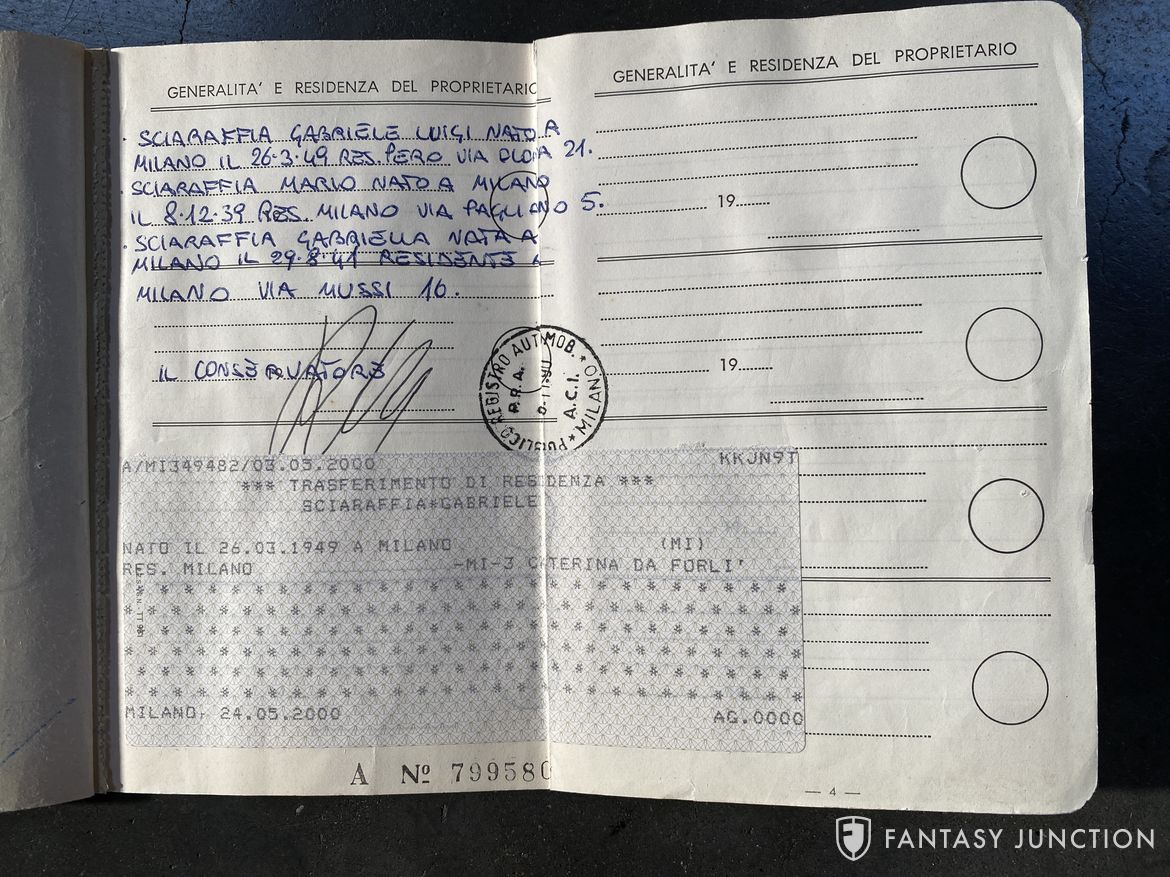 GENERALITA' E RESIDENZA DEL PROPRIETARIO
· SCIARAFFIA GABRIELE LUIGI NATO A
MILANO IL 26·3·49 RES. PERO VIA 21.
· SCIARAFFIA MARIO NATO A MILANO
IL 8·12·39 RES. MILANO VIA PAGLIANO 5.
· SCIARAFFIA GABRIELLA NATA A
MILANO IL 29·8·41 RESIDENTE A
MILANO VIA MUSSI 16.
IL CONSERVATORE
PUBBLICO REGISTRO AUTOMOB. * MILANO *
P.R.A.
A.C.I.
A/MI349482/03.05.2000 KKJN9T
*** TRASFERIMENTO DI RESIDENZA ***
SCIARAFFIA*GABRIELE
NATO IL 26.03.1949 A MILANO (MI)
RES. MILANO -MI-3 CATERINA DA FORLI'
MILANO, 24.05.2000 AG.0000
A Nº 799580
GENERALITA' E RESIDENZA DEL PROPRIETARIO
19
19
— 4 —
FANTASY JUNCTION